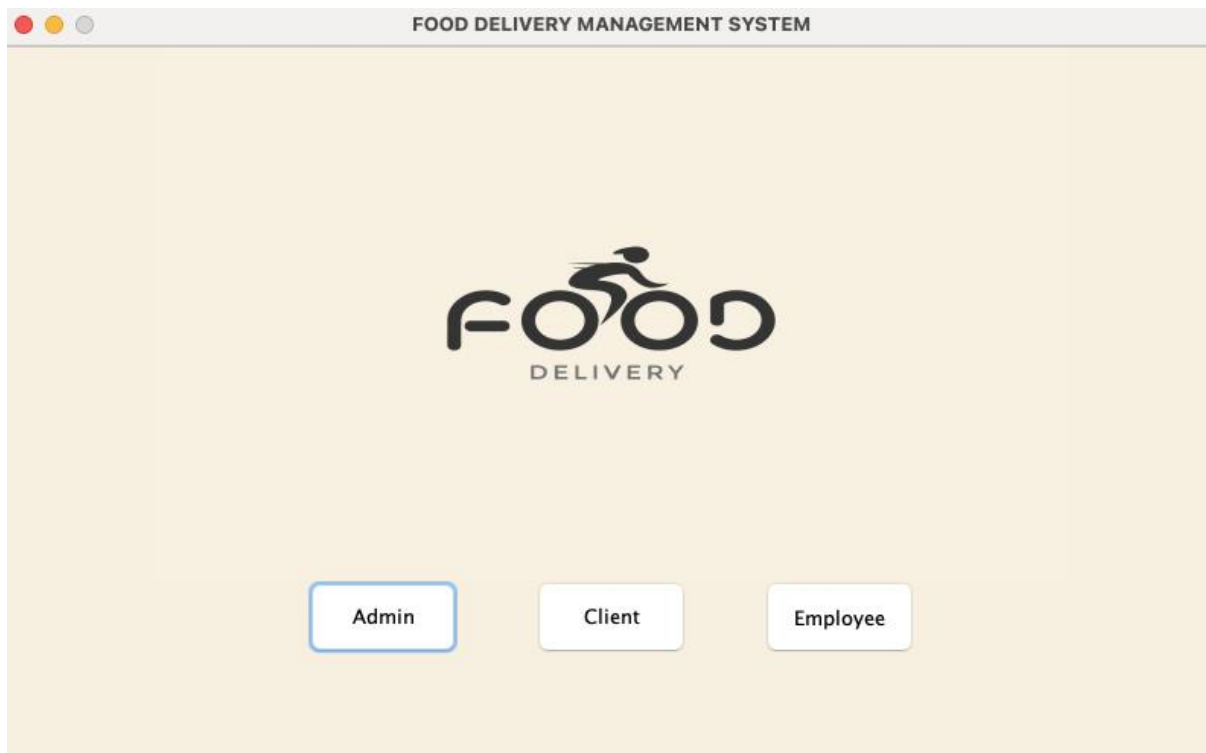 FOOD DELIVERY MANAGEMENT SYSTEM
FOOD
DELIVERY
Admin
Client
Employee